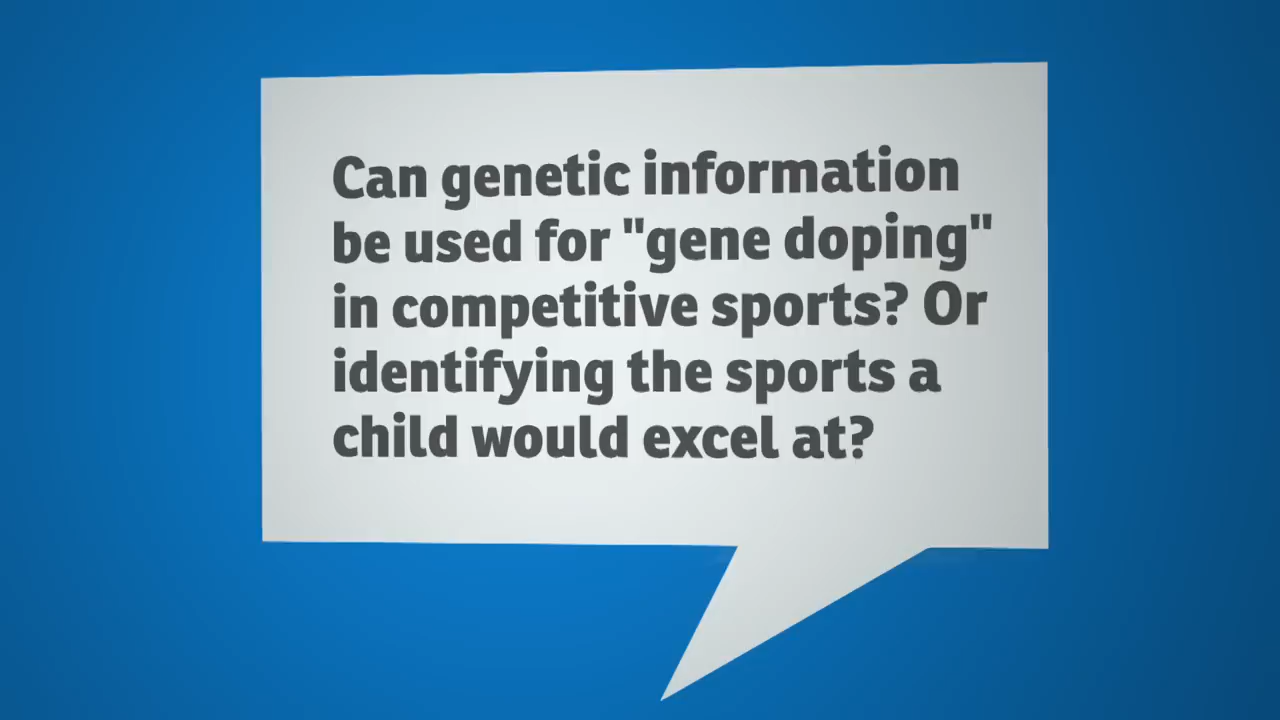 Can genetic information
be used for "gene doping"
in competitive sports? Or
identifying the sports a
child would excel at?